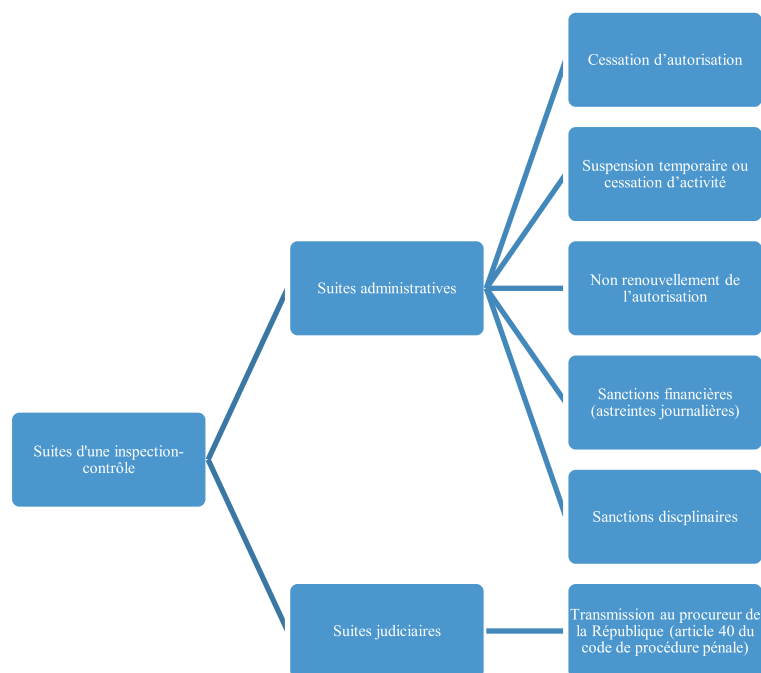 Cessation d’autorisation
Suspension temporaire ou
cessation d’activité
Suites administratives
Non renouvellement de
l’autorisation
Sanctions financières
(astreintes journalières)
Suites d'une inspection-
contrôle
Sanctions discplinaires
Suites judiciaires
Transmission au procureur de
la République (article 40 du
code de procédure pénale)